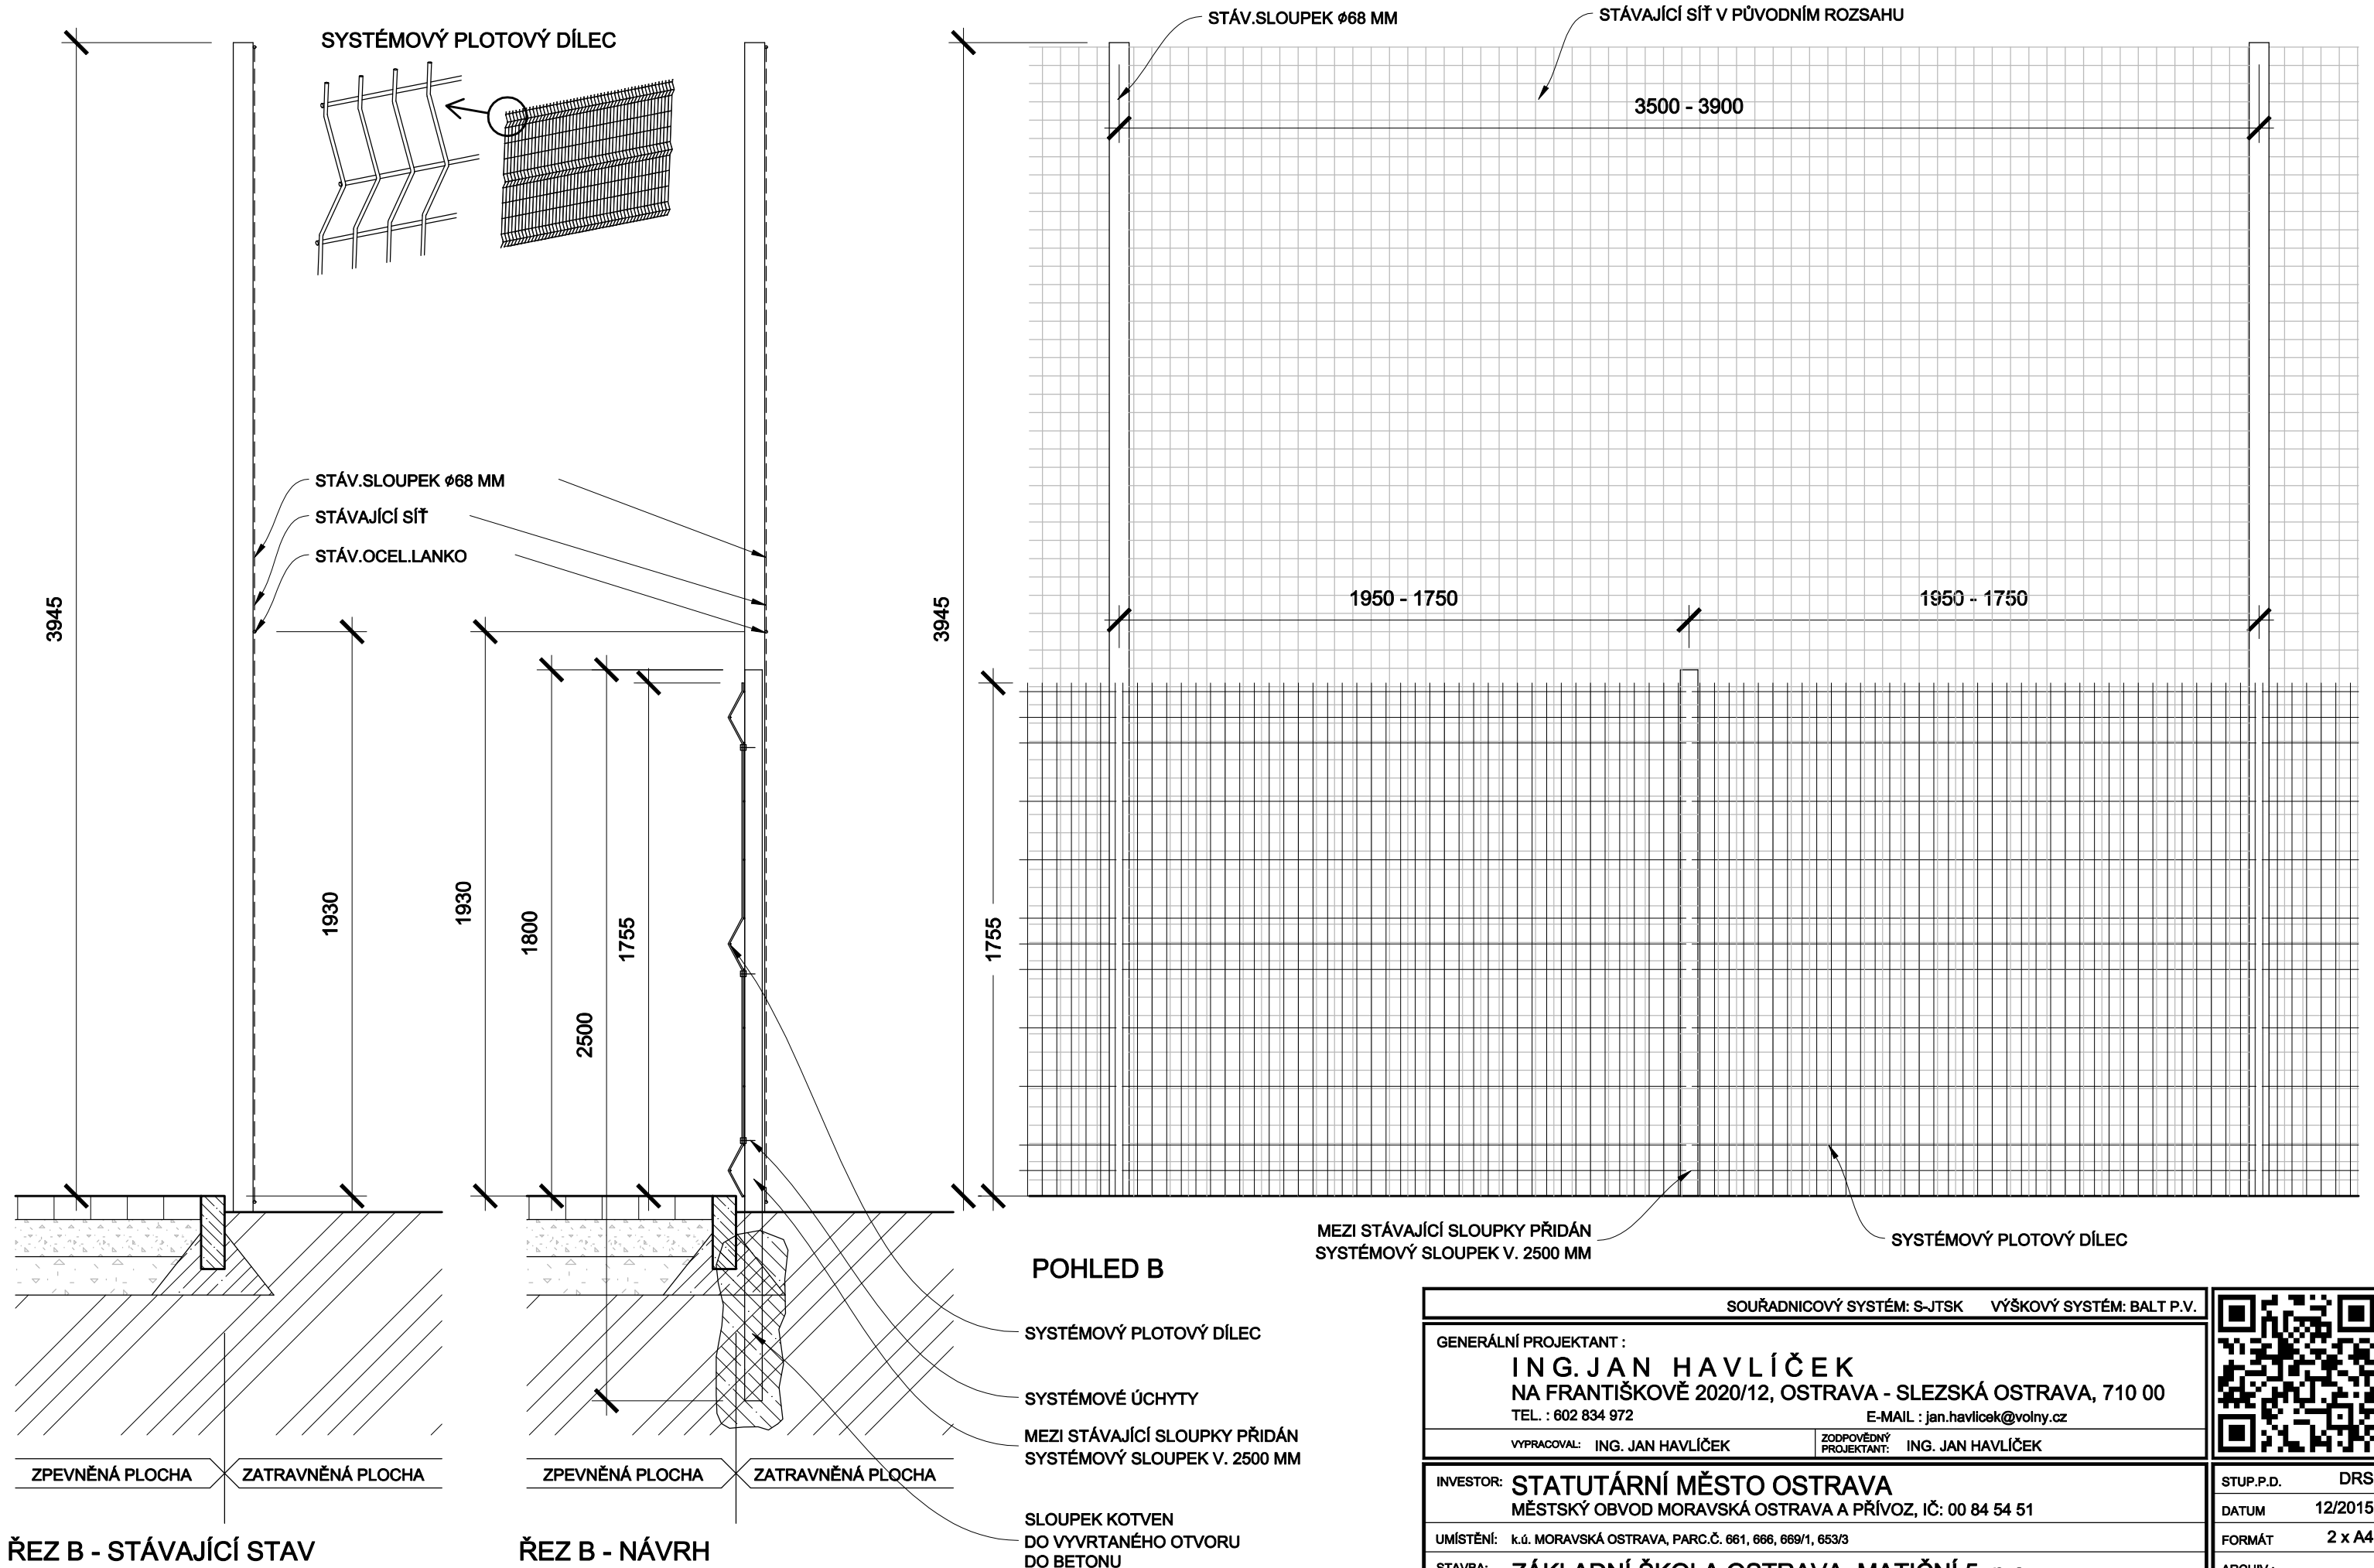 STÁV.SLOUPEK ø68 MM
STÁVAJÍCÍ SÍŤ V PŮVODNÍM ROZSAHU
SYSTÉMOVÝ PLOTOVÝ DÍLEC
3500 - 3900
STÁV.SLOUPEK ø68 MM
STÁVAJÍCÍ SÍŤ
STÁV.OCEL.LANKO
3945
3945
1950 - 1750
1950 - 1750
1930
1930
1800
1755
2500
1755
MEZI STÁVAJÍCÍ SLOUPKY PŘIDÁN
SYSTÉMOVÝ SLOUPEK V. 2500 MM
SYSTÉMOVÝ PLOTOVÝ DÍLEC
POHLED B
SYSTÉMOVÝ PLOTOVÝ DÍLEC
SYSTÉMOVÉ ÚCHYTY
MEZI STÁVAJÍCÍ SLOUPKY PŘIDÁN
SYSTÉMOVÝ SLOUPEK V. 2500 MM
SLOUPEK KOTVEN
DO VYVRTANÉHO OTVORU
DO BETONU
ZPEVNĚNÁ PLOCHA
ZATRAVNĚNÁ PLOCHA
ZPEVNĚNÁ PLOCHA
ZATRAVNĚNÁ PLOCHA
ŘEZ B - STÁVAJÍCÍ STAV
ŘEZ B - NÁVRH
SOUŘADNICOVÝ SYSTÉM: S-JTSK VÝŠKOVÝ SYSTÉM: BALT P.V.
GENERÁLNÍ PROJEKTANT :
ING. JAN HAVLÍČEK
NA FRANTIŠKOVĚ 2020/12, OSTRAVA - SLEZSKÁ OSTRAVA, 710 00
TEL. : 602 834 972 E-MAIL : jan.havlicek@volny.cz
VYPRACOVAL: ING. JAN HAVLÍČEK
ZODPOVĚDNÝ
PROJEKTANT: ING. JAN HAVLÍČEK
INVESTOR: STATUTÁRNÍ MĚSTO OSTRAVA
MĚSTSKÝ OBVOD MORAVSKÁ OSTRAVA A PŘÍVOZ, IČ: 00 84 54 51
UMÍSTĚNÍ: k.ú. MORAVSKÁ OSTRAVA, PARC.Č. 661, 666, 669/1, 653/3
STAVBA: ZÁKLADNÍ ŠKOLA OSTRAVA, MATIČNÍ 5
STUP.P.D. DRS
DATUM 12/2015
FORMÁT 2 x A4
ARCHIV.: